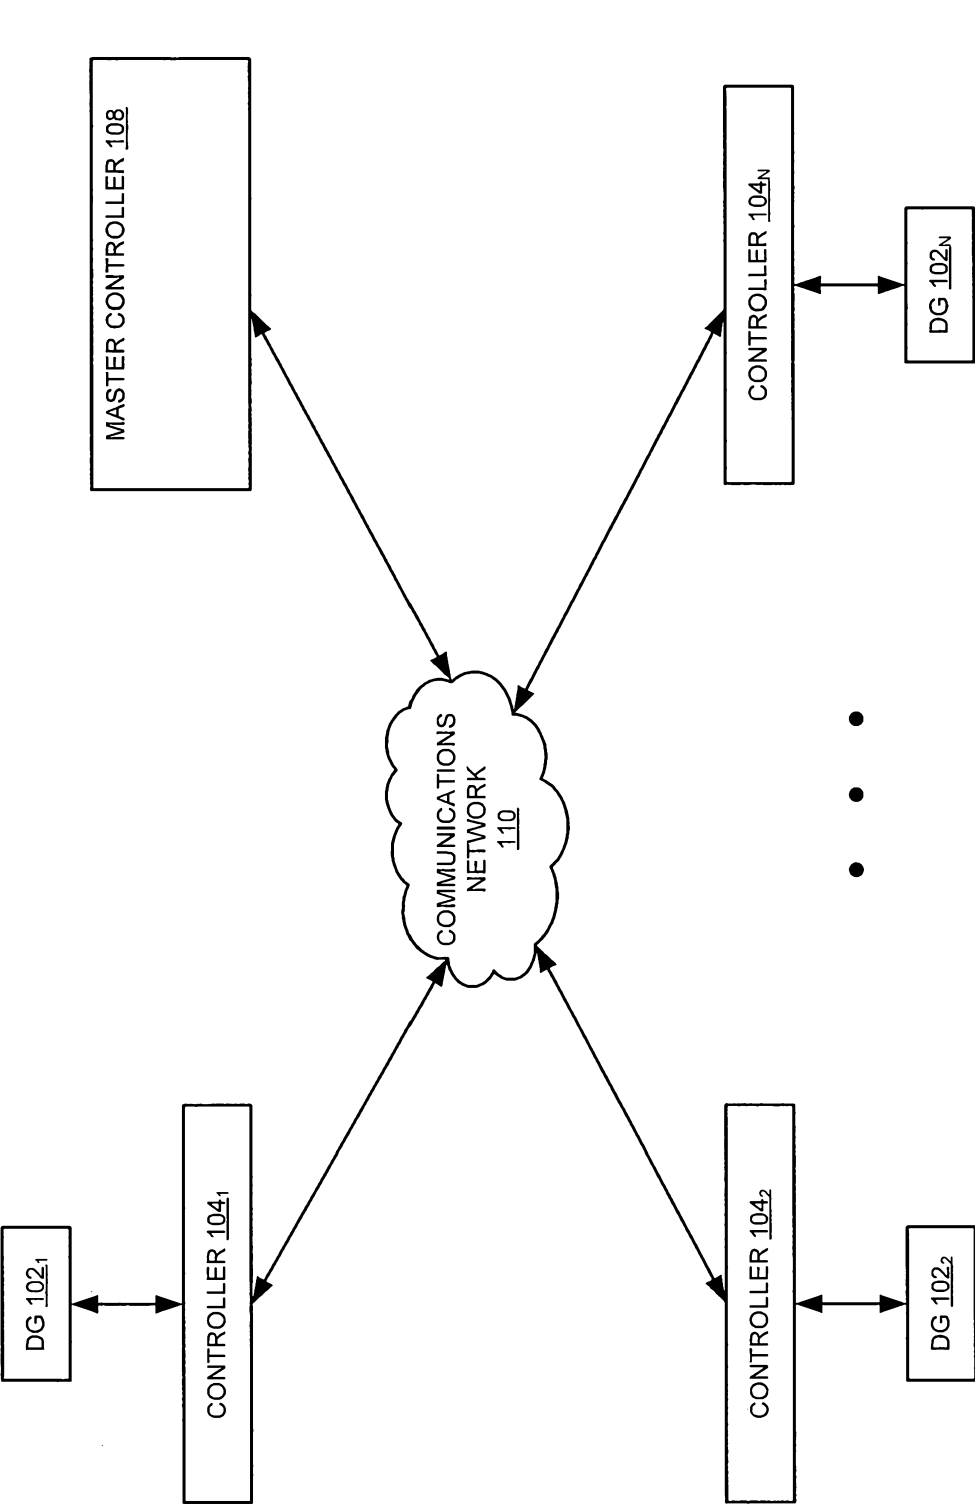 DG 102₁
CONTROLLER 104₁
MASTER CONTROLLER 108
COMMUNICATIONS
NETWORK
110
CONTROLLER 104₂
DG 102₂
CONTROLLER 104N
DG 102N